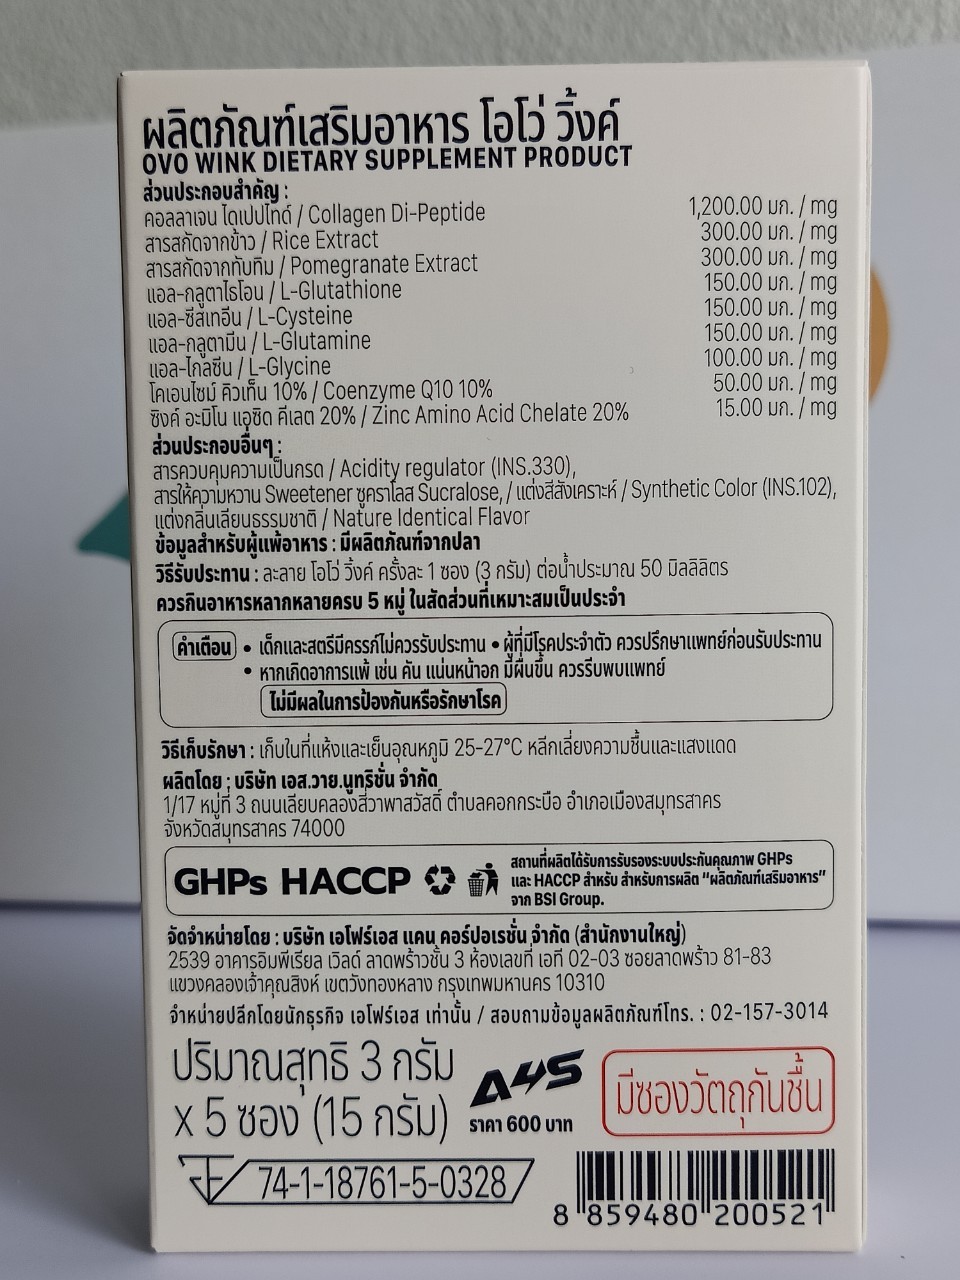 ผลิตภัณฑ์เสริมอาหาร โอโว่ วิ้งค์
OVO WINK DIETARY SUPPLEMENT PRODUCT
ส่วนประกอบสำคัญ :
คอลลาเจน ไดเปปไทด์ / Collagen Di-Peptide 1,200.00 มก. / mg
สารสกัดจากข้าว / Rice Extract 300.00 มก. / mg
สารสกัดจากทับทิม / Pomegranate Extract 300.00 มก. / mg
แอล-กลูตาไธโอน / L-Glutathione 150.00 มก. / mg
แอล-ซีสเทอีน / L-Cysteine 150.00 มก. / mg
แอล-กลูตามีน / L-Glutamine 150.00 มก. / mg
แอล-ไกลซีน / L-Glycine 100.00 มก. / mg
โคเอนไซม์ คิวเท็น 10% / Coenzyme Q10 10% 50.00 มก. / mg
ซิงค์ อะมิโน แอซิด คีเลต 20% / Zinc Amino Acid Chelate 20% 15.00 มก. / mg
ส่วนประกอบอื่นๆ :
สารควบคุมความเป็นกรด / Acidity regulator (INS.330),
สารให้ความหวาน Sweetener ซูคราโลส Sucralose, / แต่งสีสังเคราะห์ / Synthetic Color (INS.102),
แต่งกลิ่นเลียนธรรมชาติ / Nature Identical Flavor
ข้อมูลสำหรับผู้แพ้อาหาร : มีผลิตภัณฑ์จากปลา
วิธีรับประทาน : ละลาย โอโว่ วิ้งค์ ครั้งละ 1 ซอง (3 กรัม) ต่อน้ำประมาณ 50 มิลลิลิตร
ควรกินอาหารหลากหลายครบ 5 หมู่ ในสัดส่วนที่เหมาะสมเป็นประจำ
คำเตือน • เด็กและสตรีมีครรภ์ไม่ควรรับประทาน • ผู้ที่มีโรคประจำตัว ควรปรึกษาแพทย์ก่อนรับประทาน
• หากเกิดอาการแพ้ เช่น คัน แน่นหน้าอก มีผื่นขึ้น ควรรีบพบแพทย์
ไม่มีผลในการป้องกันหรือรักษาโรค
วิธีเก็บรักษา : เก็บในที่แห้งและเย็นอุณหภูมิ 25-27°C หลีกเลี่ยงความชื้นและแสงแดด
ผลิตโดย : บริษัท เอส.วาย.นูทริชั่น จำกัด
1/17 หมู่ที่ 3 ถนนเลียบคลองสี่วาพาสวัสดิ์ ตำบลคอกกระบือ อำเภอเมืองสมุทรสาคร
จังหวัดสมุทรสาคร 74000
GHPs HACCP
สถานที่ผลิตได้รับการรับรองระบบประกันคุณภาพ GHPs
และ HACCP สำหรับ สำหรับการผลิต “ผลิตภัณฑ์เสริมอาหาร”
จาก BSI Group.
จัดจำหน่ายโดย : บริษัท เอโฟร์เอส แคน คอร์ปอเรชั่น จำกัด (สำนักงานใหญ่)
2539 อาคารอิมพีเรียล เวิลด์ ลาดพร้าวชั้น 3 ห้องเลขที่ เอที 02-03 ซอยลาดพร้าว 81-83
แขวงคลองเจ้าคุณสิงห์ เขตวังทองหลาง กรุงเทพมหานคร 10310
จำหน่ายปลีกโดยนักธุรกิจ เอโฟร์เอส เท่านั้น / สอบถามข้อมูลผลิตภัณฑ์โทร. : 02-157-3014
ปริมาณสุทธิ 3 กรัม
x 5 ซอง (15 กรัม)
A4S
ราคา 600 บาท
มีซองวัตถุกันชื้น
74-1-18761-5-0328
8 859480 200521